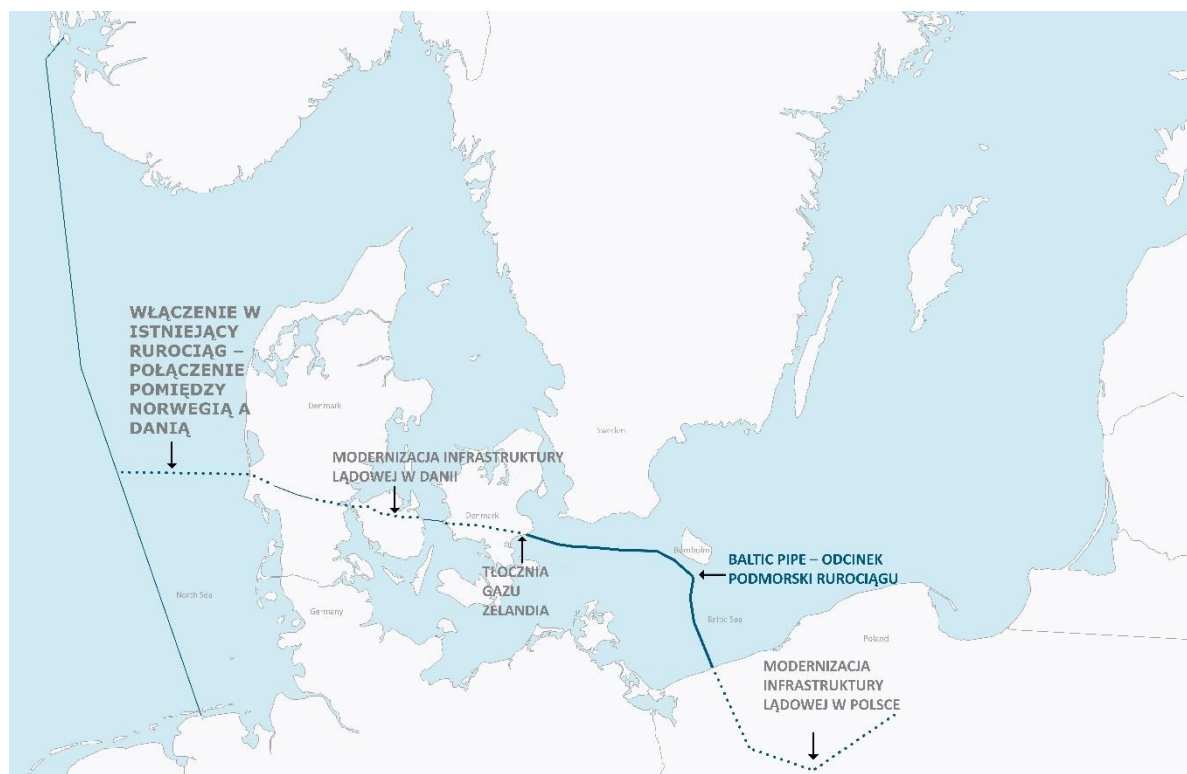 WŁĄCZENIE W
ISTNIEJĄCY
RUROCIĄG –
POŁĄCZENIE
POMIĘDZY
NORWEGIĄ A
DANIĄ
Denmark
Sweden
MODERNIZACJA INFRASTRUKTURY
LĄDOWEJ W DANII
Denmark
Bornholm
TŁOCZNIA
GAZU
ZELANDIA
BALTIC PIPE – ODCINEK
PODMORSKI RUROCIĄGU
North Sea
Germany
Baltic Sea
Poland
MODERNIZACJA
INFRASTRUKTURY
LĄDOWEJ W POLSCE